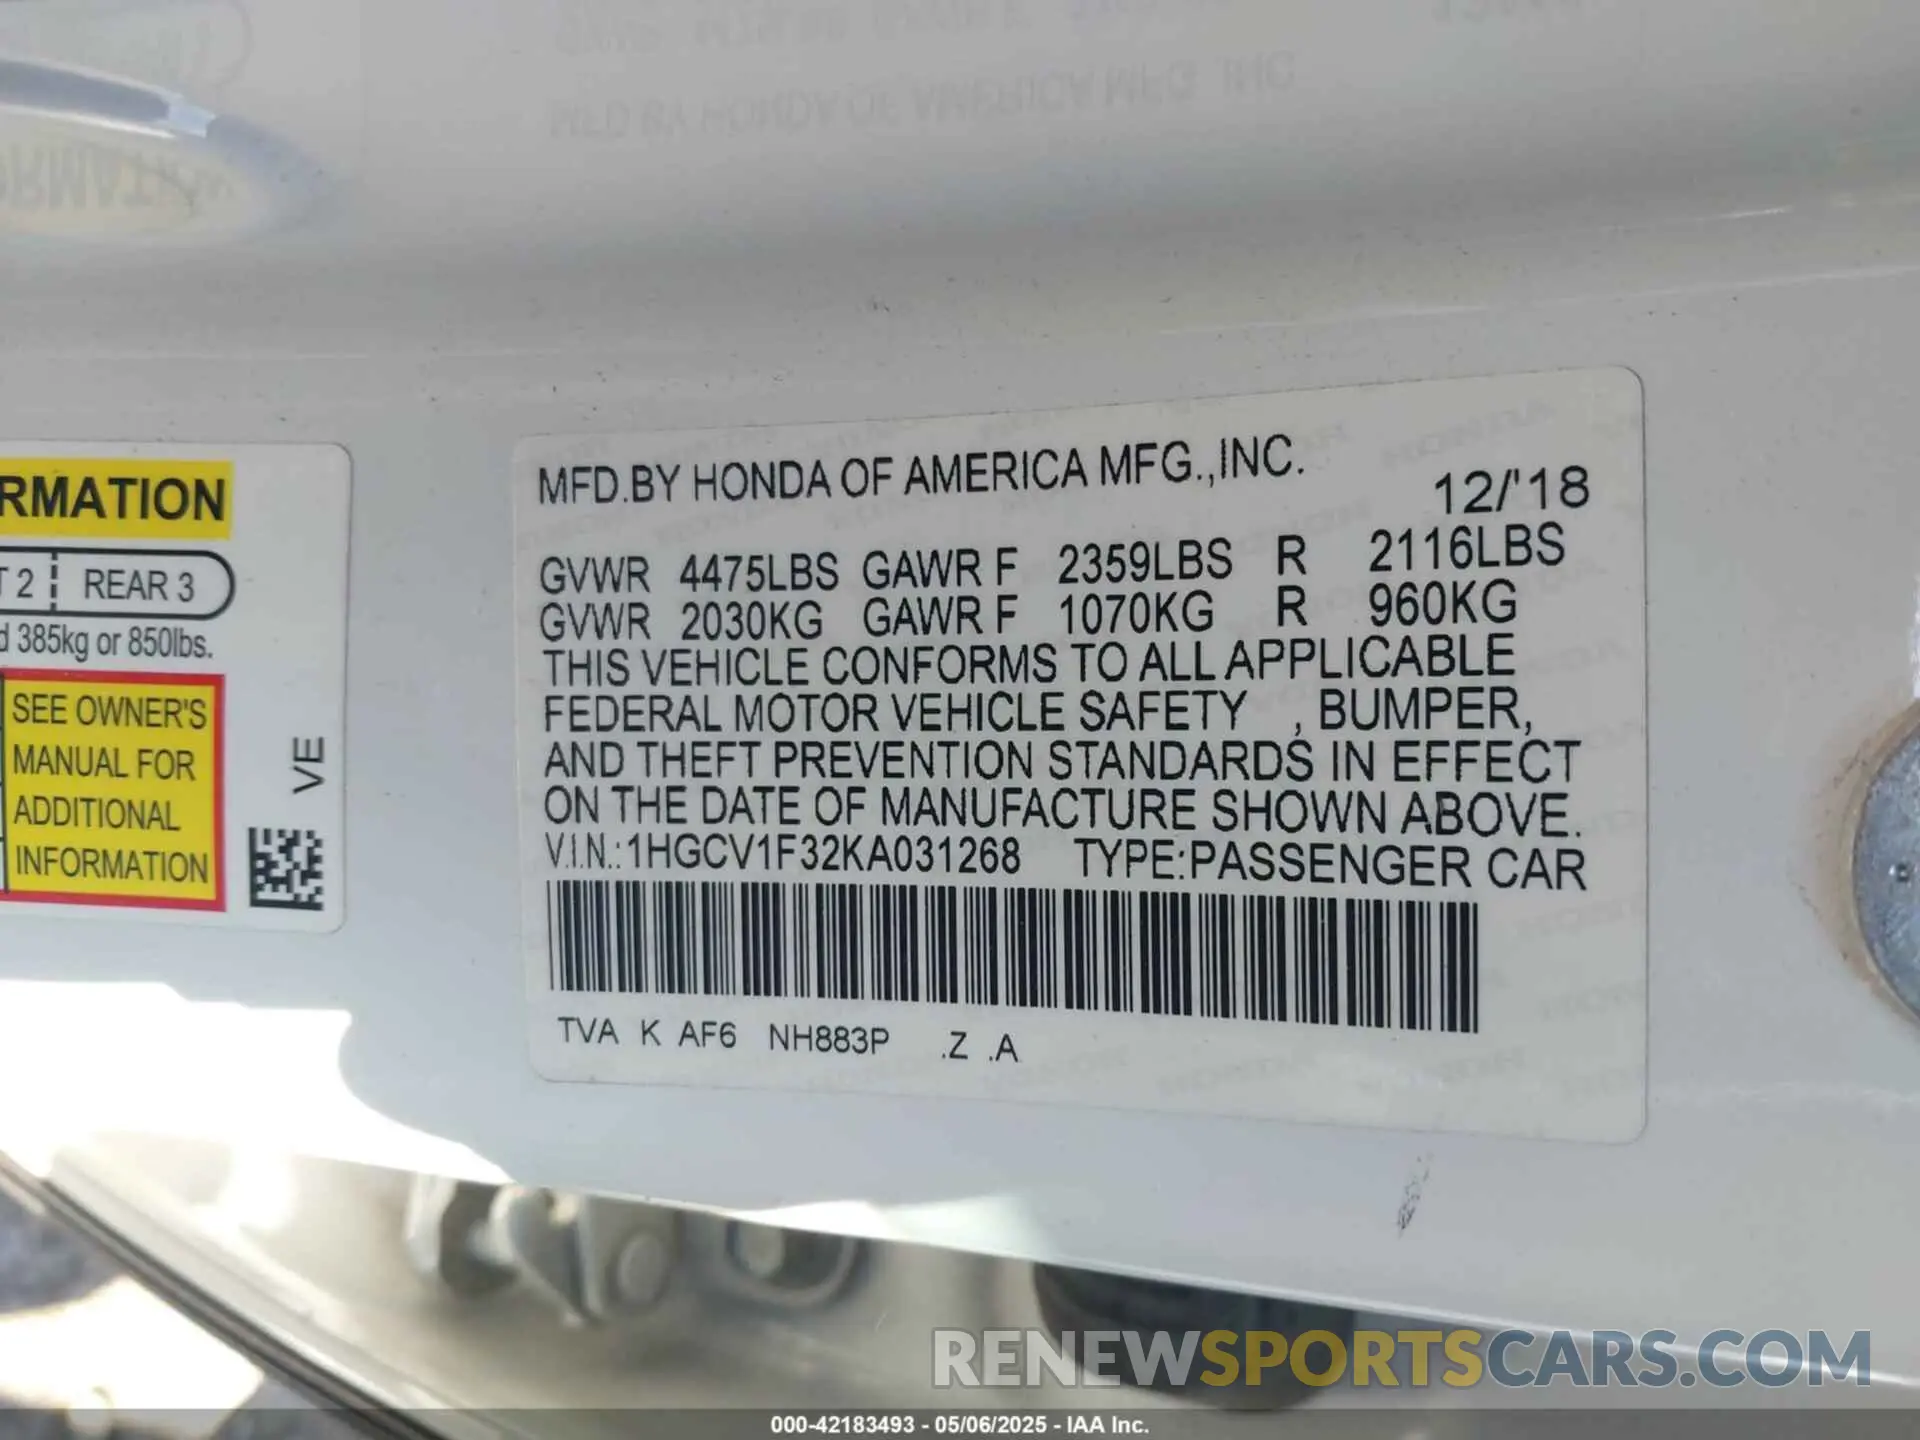 MFD.BY HONDA OF AMERICA MFG.,INC.
12/'18
GVWR 4475LBS GAWR F 2359LBS R 2116LBS
GVWR 2030KG GAWR F 1070KG R 960KG
THIS VEHICLE CONFORMS TO ALL APPLICABLE
FEDERAL MOTOR VEHICLE SAFETY , BUMPER,
AND THEFT PREVENTION STANDARDS IN EFFECT
ON THE DATE OF MANUFACTURE SHOWN ABOVE.
V.I.N.:1HGCV1F32KA031268 TYPE:PASSENGER CAR
TVA K AF6 NH883P .Z .A
RMATION
T 2 REAR 3
d 385kg or 850lbs.
SEE OWNER'S
MANUAL FOR
ADDITIONAL
INFORMATION
VE
RENEWSPORTSCARS.COM
000-42183493 - 05/06/2025 - IAA Inc.